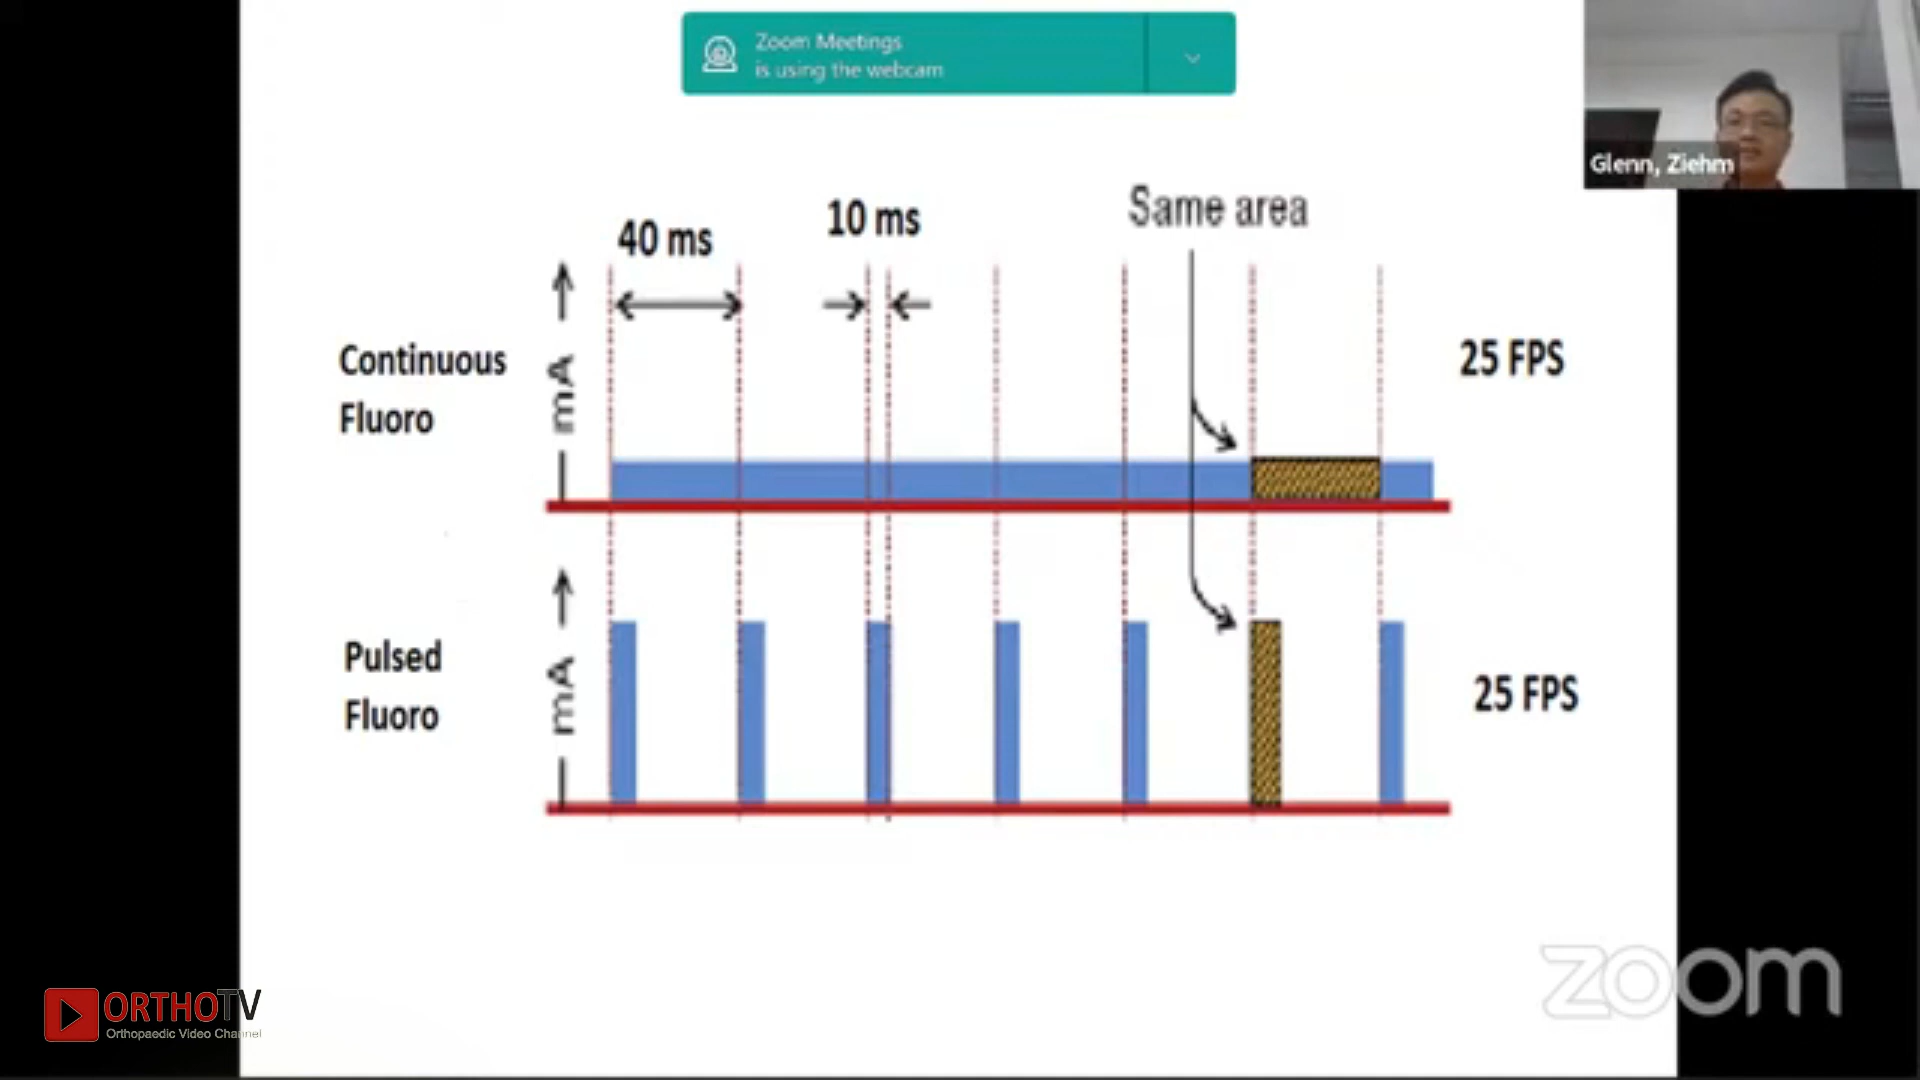 Zoom Meetings
is using the webcam
Glenn, Ziehm
Same area
10 ms
40 ms
Continuous
Fluoro
mA
25 FPS
Pulsed
Fluoro
mA
25 FPS
zoom
ORTHOTV
Orthopaedic Video Channel